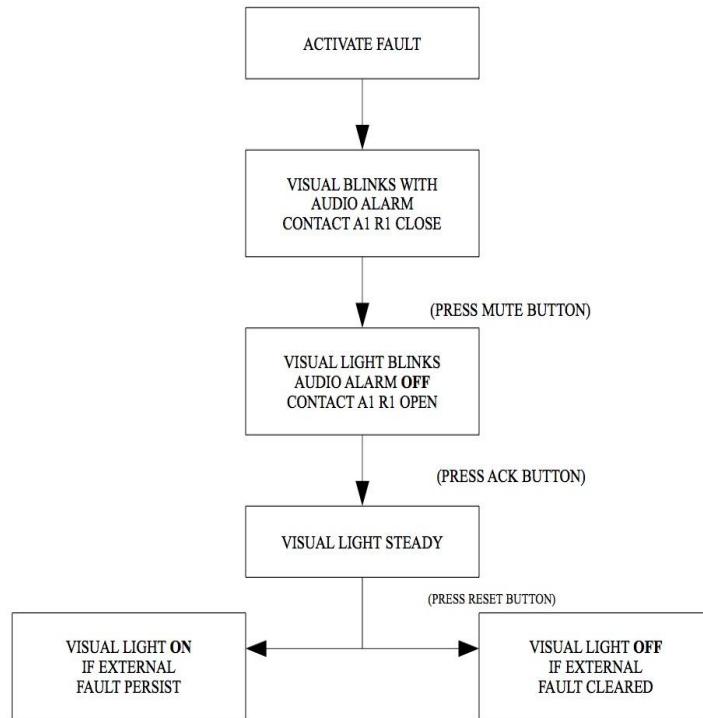 ACTIVATE FAULT
VISUAL BLINKS WITH
AUDIO ALARM
CONTACT A1 R1 CLOSE
(PRESS MUTE BUTTON)
VISUAL LIGHT BLINKS
AUDIO ALARM OFF
CONTACT A1 R1 OPEN
(PRESS ACK BUTTON)
VISUAL LIGHT STEADY
(PRESS RESET BUTTON)
VISUAL LIGHT ON
IF EXTERNAL
FAULT PERSIST
VISUAL LIGHT OFF
IF EXTERNAL
FAULT CLEARED